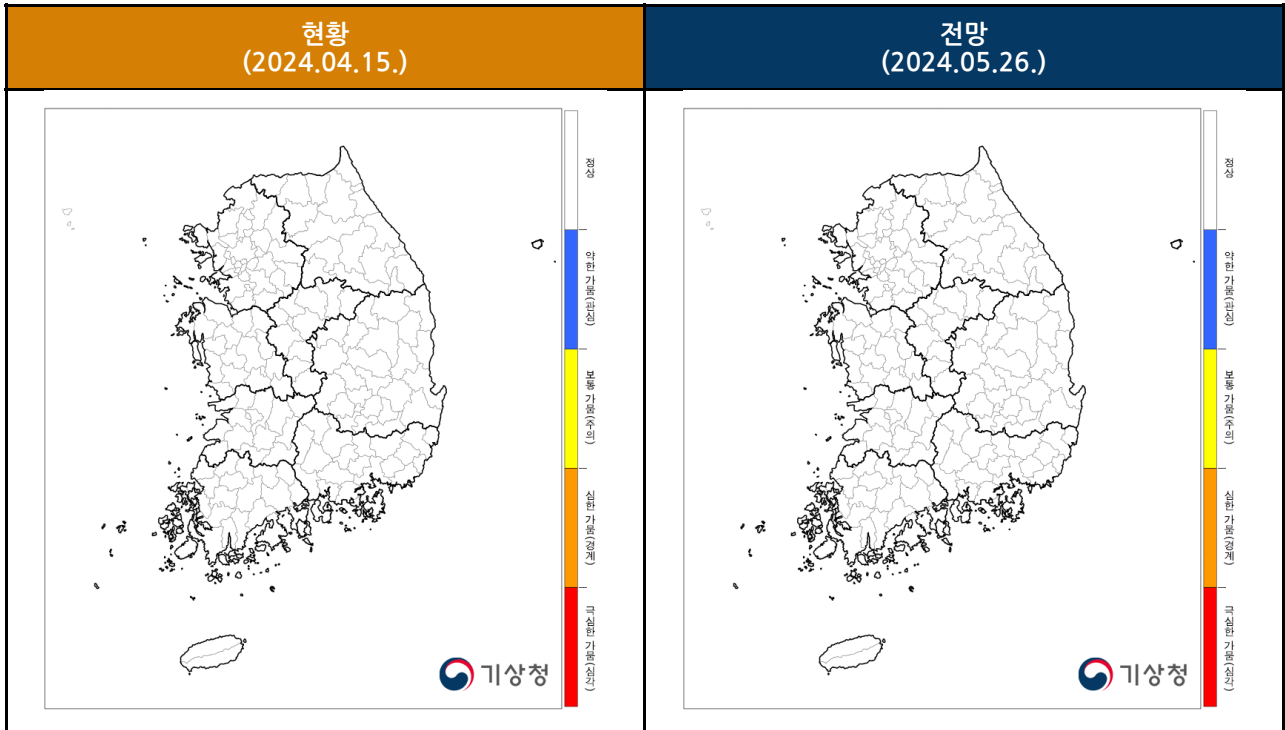 현황
(2024.04.15.)
전망
(2024.05.26.)
정상
약한 가뭄(관심)
보통 가뭄(주의)
심한 가뭄(경계)
극심한 가뭄(심각)
기상청
정상
약한 가뭄(관심)
보통 가뭄(주의)
심한 가뭄(경계)
극심한 가뭄(심각)
기상청